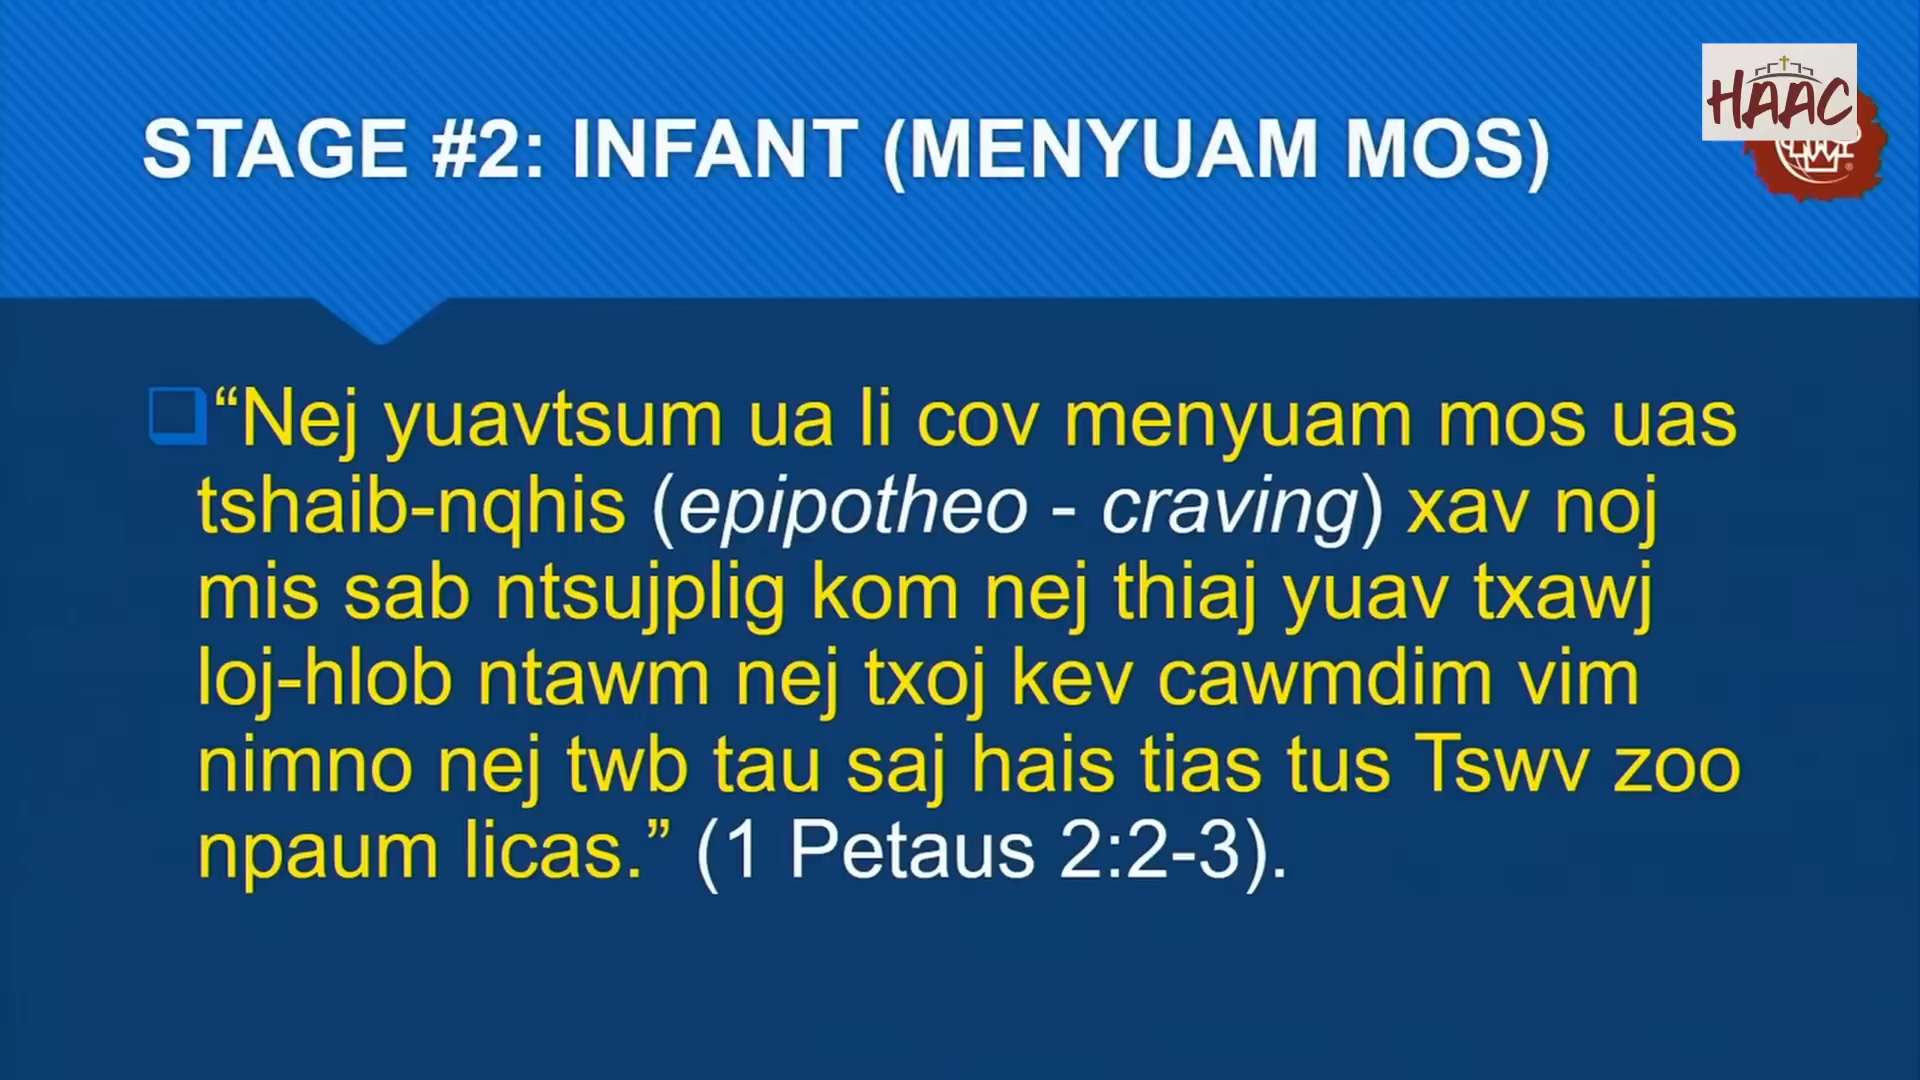 HAAC
STAGE #2: INFANT (MENYUAM MOS)
“Nej yuavtsum ua li cov menyuam mos uas
tshaib-nqhis (epipotheo - craving) xav noj
mis sab ntsujplig kom nej thiaj yuav txawj
loj-hlob ntawm nej txoj kev cawmdim vim
nimno nej twb tau saj hais tias tus Tswv zoo
npaum licas.” (1 Petaus 2:2-3).